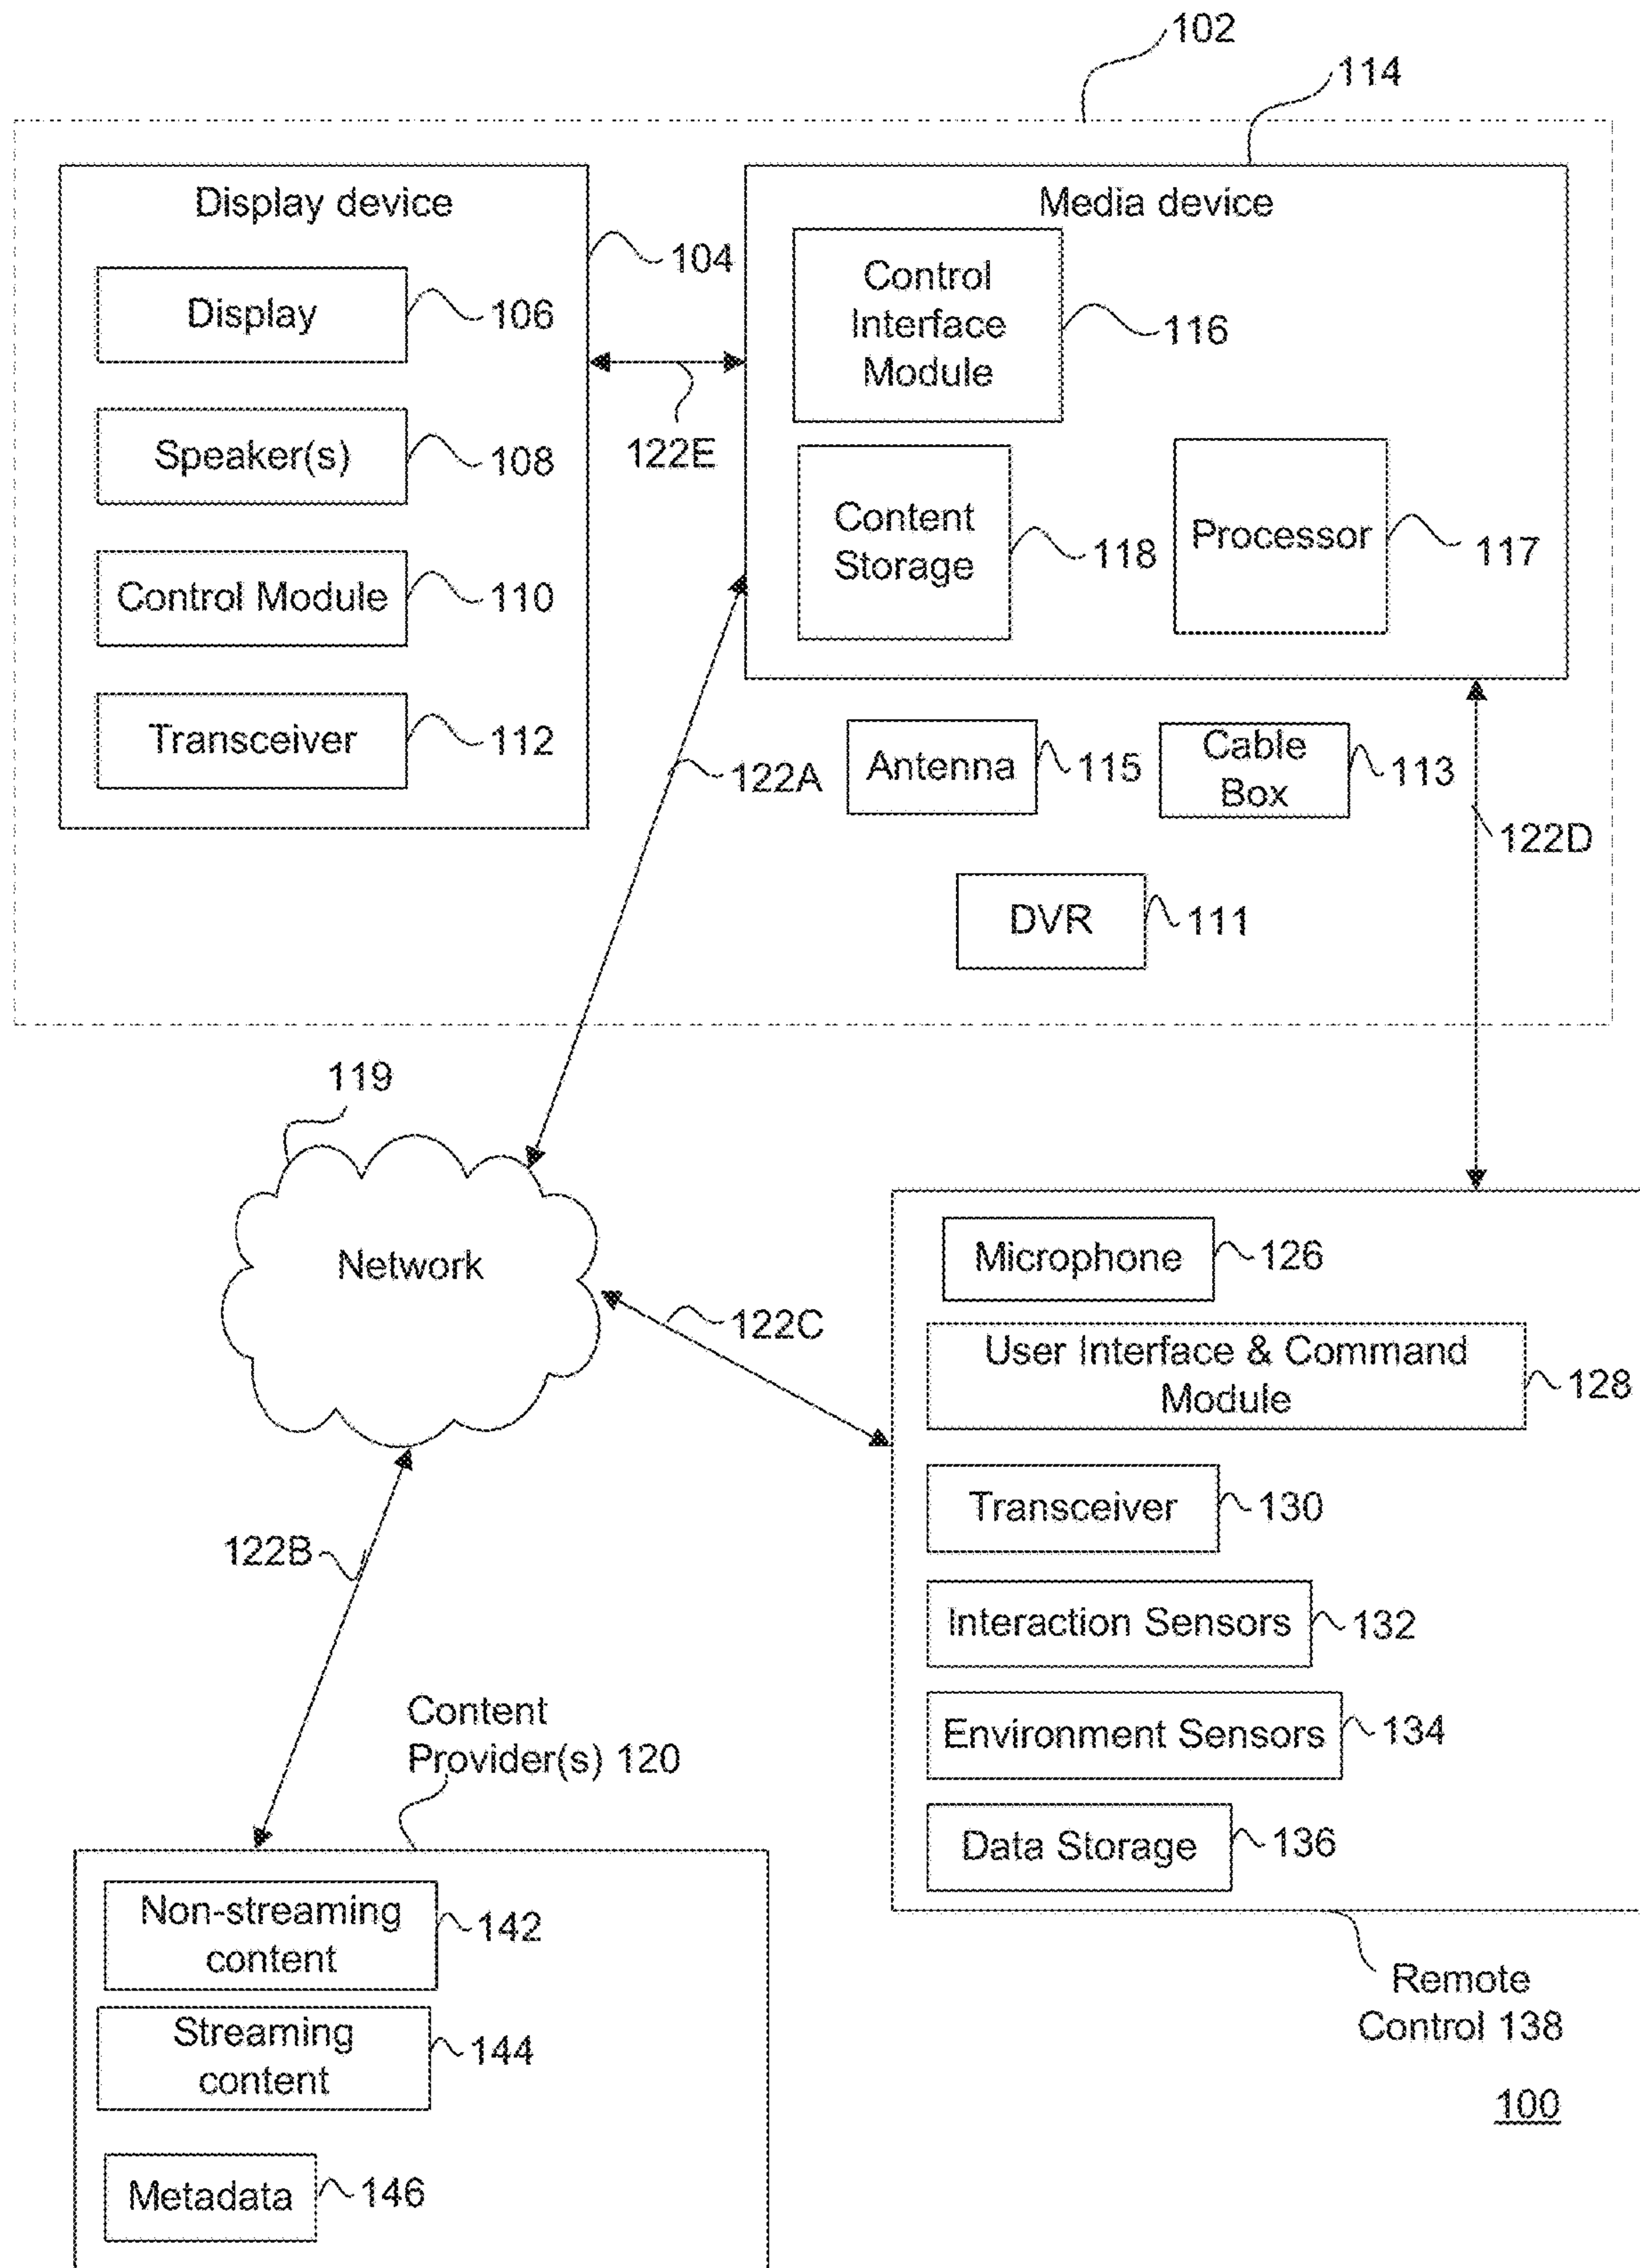 102
114
Display device
104
Display
106
Speaker(s)
108
Control Module
110
Transceiver
112
122E
Media device
Control
Interface
Module
116
Content
Storage
118
Processor
117
122A
Antenna
115
Cable
Box
113
122D
DVR
111
119
Network
122C
122B
Microphone
126
User Interface & Command
Module
128
Transceiver
130
Interaction Sensors
132
Environment Sensors
134
Data Storage
136
Remote
Control 138
Content
Provider(s) 120
Non-streaming
content
142
Streaming
content
144
Metadata
146
100